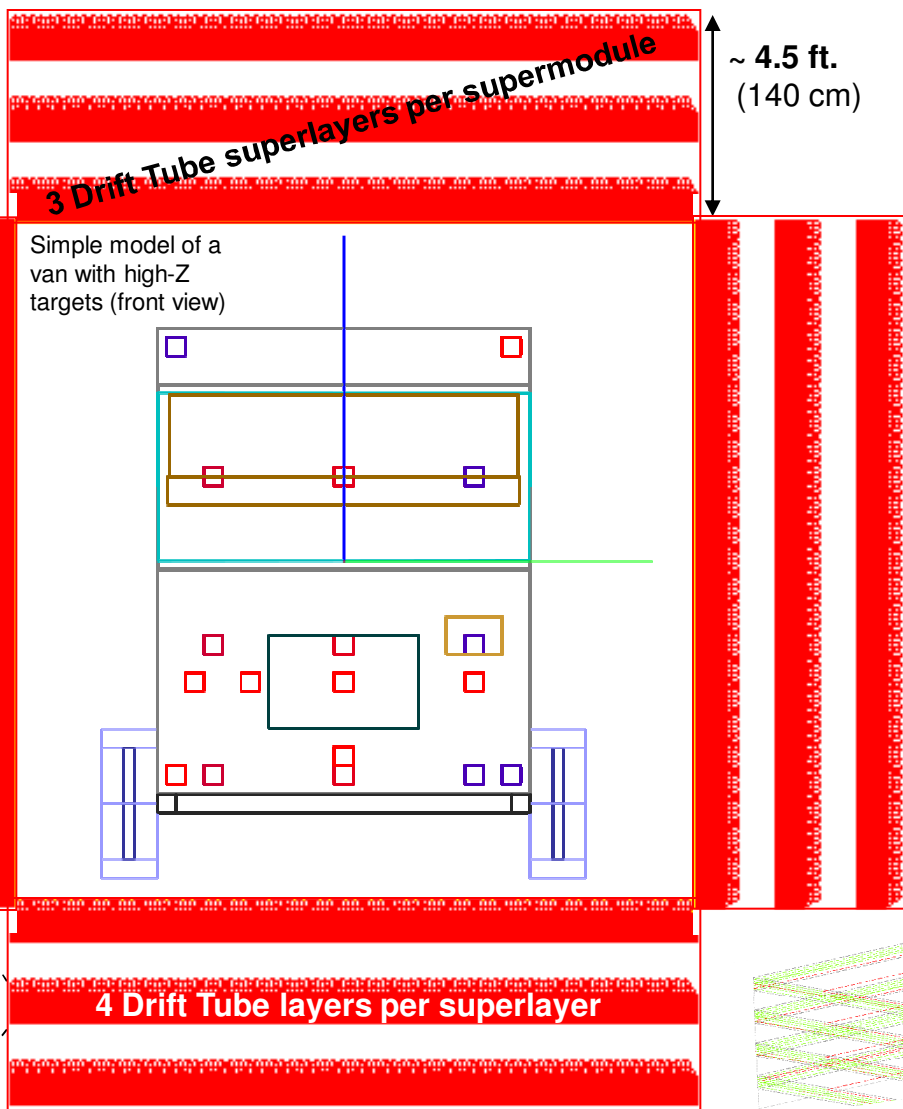 3 Drift Tube superlayers per supermodule
~ 4.5 ft.
(140 cm)
Simple model of a
van with high-Z
targets (front view)
4 Drift Tube layers per superlayer